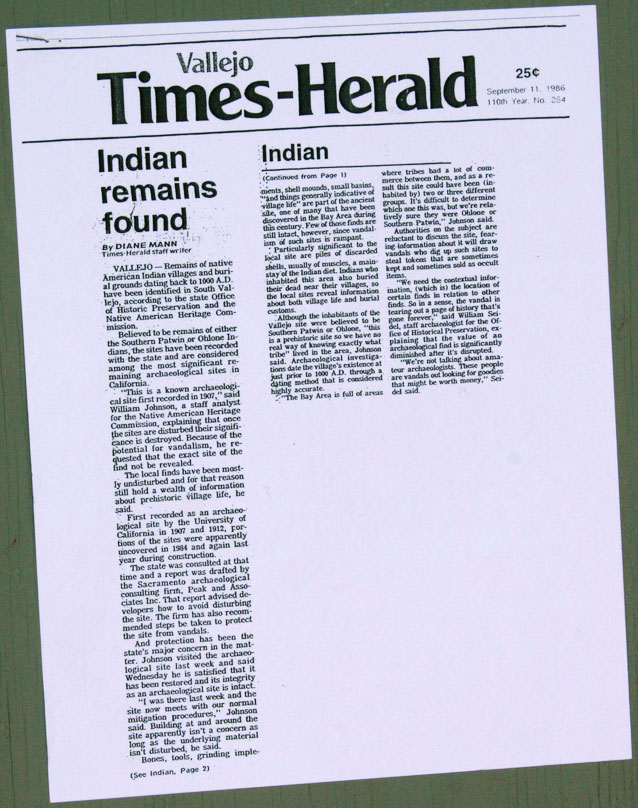 Vallejo
Times-Herald
25¢
September 11, 1986
110th Year, No. 254
Indian
remains
found
By DIANE MANN
Times-Herald staff writer
VALLEJO — Remains of native
American Indian villages and buri-
al grounds dating back to 1000 A.D.
have been identified in South Val-
lejo, according to the state Office
of Historic Preservation and the
Native American Heritage Com-
mission.
Believed to be remains of either
the Southern Patwin or Ohlone In-
dians, the sites have been recorded
with the state and are considered
among the most significant re-
maining archaeological sites in
California.
"This is a known archaeologi-
cal site first recorded in 1907," said
William Johnson, a staff analyst
for the Native American Heritage
Commission, explaining that once
the sites are disturbed their signifi-
cance is destroyed. Because of the
potential for vandalism, he re-
quested that the exact site of the
find not be revealed.
The local finds have been most-
ly undisturbed and for that reason
still hold a wealth of information
about prehistoric village life, he
said.
First recorded as an archaeo-
logical site by the University of
California in 1907 and 1912, por-
tions of the sites were apparently
uncovered in 1984 and again last
year during construction.
The state was consulted at that
time and a report was drafted by
the Sacramento archaeological
consulting firm, Peak and Asso-
ciates Inc. That report advised de-
velopers how to avoid disturbing
the site. The firm has also recom-
mended steps be taken to protect
the site from vandals.
And protection has been the
state's major concern in the mat-
ter. Johnson visited the archaeo-
logical site last week and said
Wednesday he is satisfied that it
has been restored and its integrity
as an archaeological site is intact.
"I was there last week and the
site now meets with our normal
mitigation procedures," Johnson
said. Building at and around the
site apparently isn't a concern as
long as the underlying material
isn't disturbed, he said.
Bones, tools, grinding imple-
(See Indian, Page 2)
Indian
(Continued from Page 1)
ments, shell mounds, small basins,
"and things generally indicative of
village life" are part of the ancient
site, one of many that have been
discovered in the Bay Area during
this century. Few of those finds are
still intact, however, since vandal-
ism of such sites is rampant.
Particularly significant to the
local site are piles of discarded
shells, usually of muscles, a main-
stay of the Indian diet. Indians who
inhabited this area also buried
their dead near their villages, so
the local sites reveal information
about both village life and burial
customs.
Although the inhabitants of the
Vallejo site were believed to be
Southern Patwin or Ohlone, "this
is a prehistoric site so we have no
real way of knowing exactly what
tribe" lived in the area, Johnson
said. Archaeological investiga-
tions date the village's existence at
just prior to 1000 A.D. through a
dating method that is considered
highly accurate.
"The Bay Area is full of areas
where tribes had a lot of com-
merce between them, and as a re-
sult this site could have been (in-
habited by) two or three different
groups. It's difficult to determine
which one this was, but we're rela-
tively sure they were Ohlone or
Southern Patwin," Johnson said.
Authorities on the subject are
reluctant to discuss the site, fear-
ing information about it will draw
vandals who dig up such sites to
steal tokens that are sometimes
kept and sometimes sold as occult
items.
"We need the contextual infor-
mation, (which is) the location of
certain finds in relation to other
finds. So in a sense, the vandal is
tearing out a page of history that's
gone forever," said William Sei-
del, staff archaeologist for the Of-
fice of Historical Preservation, ex-
plaining that the value of an
archaeological find is significantly
diminished after it's disrupted.
"We're not talking about ama-
teur archaeologists. These people
are vandals out looking for goodies
that might be worth money," Sei-
del said.